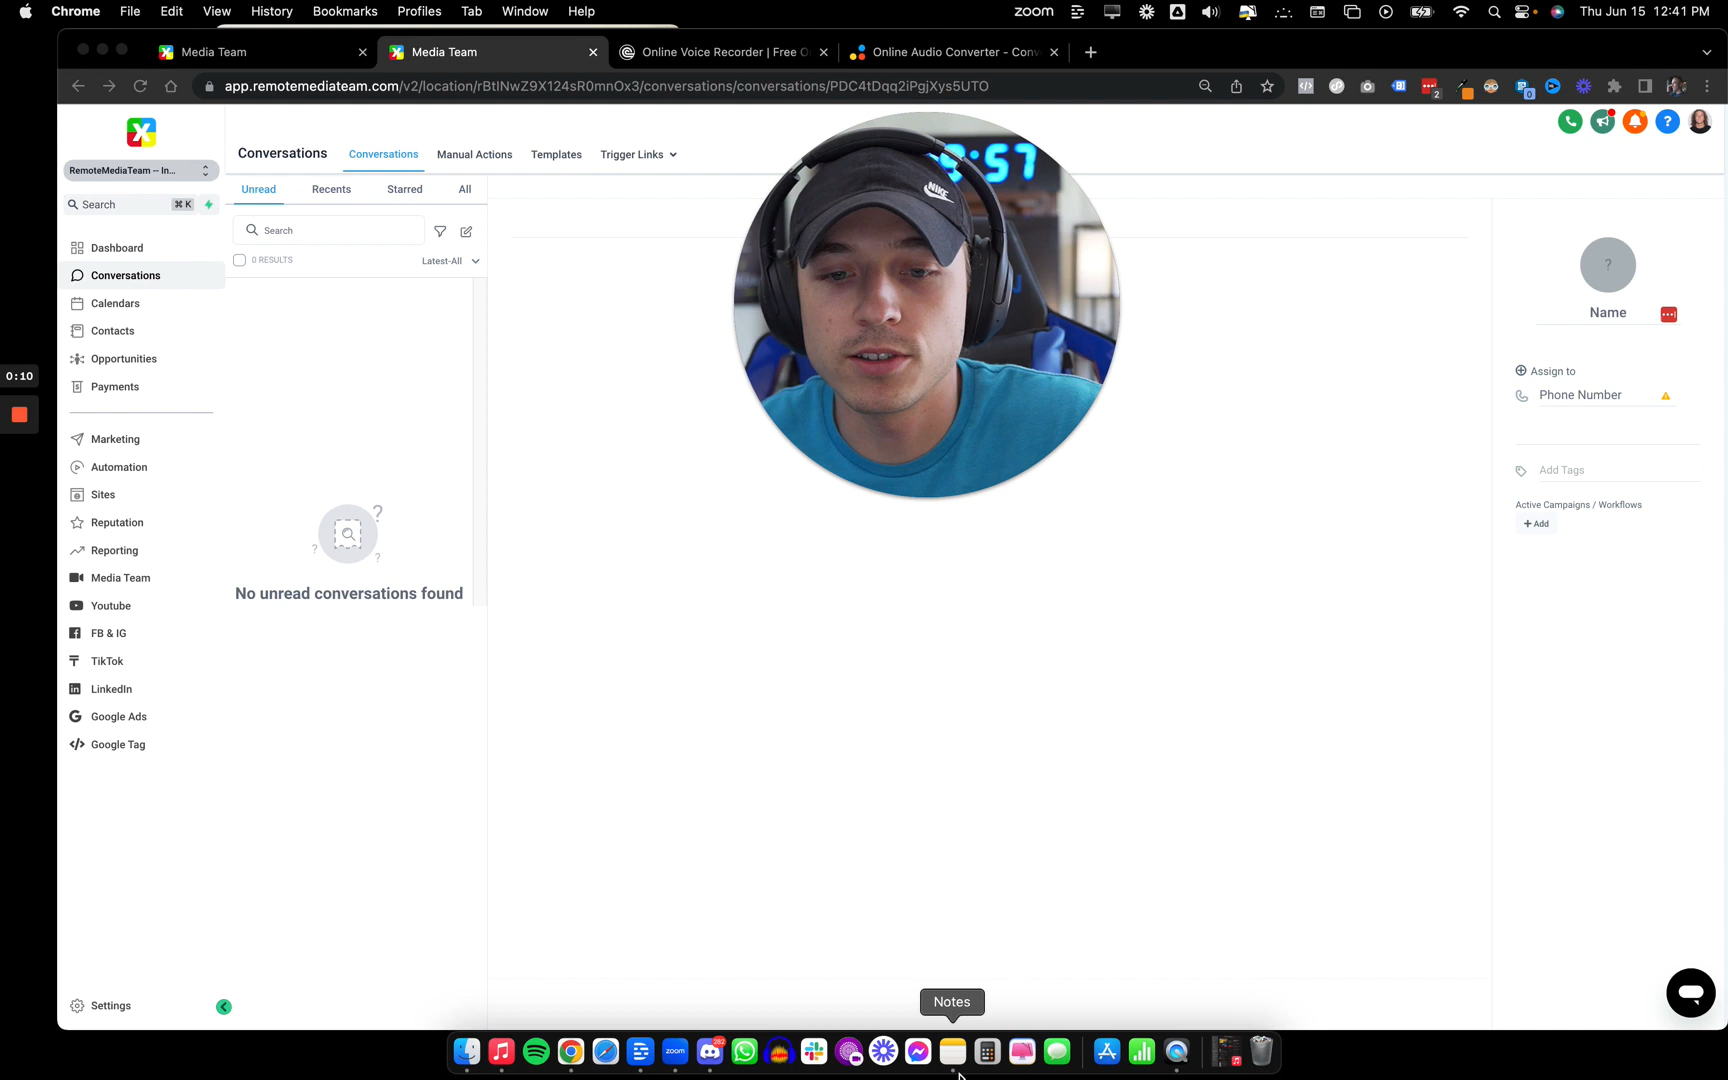 Chrome File Edit View History Bookmarks Profiles Tab Window Help zoom Thu Jun 15 12:41 PM
Media Team
Media Team
Online Voice Recorder | Free O
Online Audio Converter - Conv
app.remotemediateam.com/v2/location/rBtlNwZ9X124sR0mnOx3/conversations/conversations/PDC4tDqq2iPgjXys5UTO
2
0
RemoteMediaTeam -- In...
Search ⌘ K
Dashboard
Conversations
Calendars
Contacts
Opportunities
Payments
Marketing
Automation
Sites
Reputation
Reporting
Media Team
Youtube
FB & IG
TikTok
LinkedIn
Google Ads
Google Tag
Settings
0:10
Conversations Conversations Manual Actions Templates Trigger Links
Unread Recents Starred All
Search
0 RESULTS Latest-All
No unread conversations found
:57
NIKE
Name
Assign to
Phone Number
Add Tags
Active Campaigns / Workflows
+ Add
Notes
zoom
282